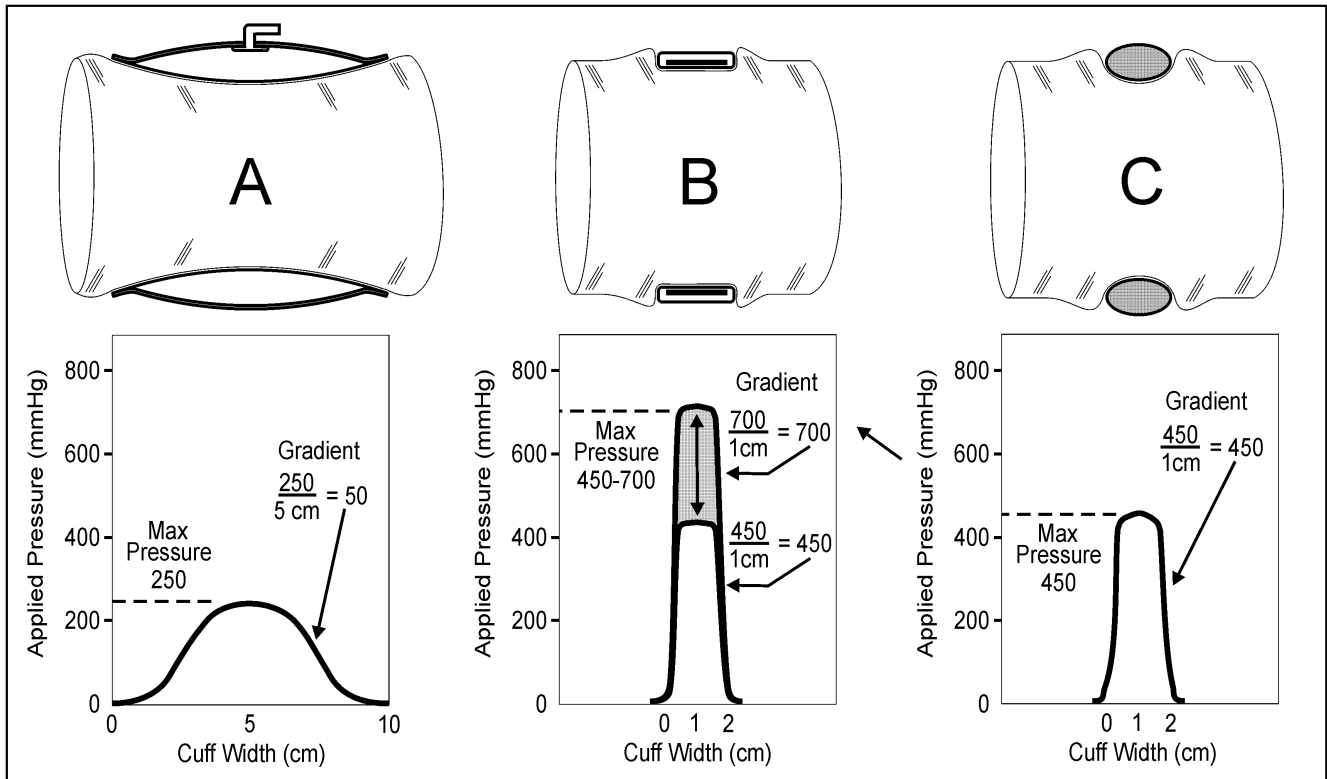 A
B
C
Applied Pressure (mmHg)
800
600
400
200
0
Gradient
250
5 cm
= 50
Max
Pressure
250
0
5
10
Cuff Width (cm)
Applied Pressure (mmHg)
800
600
400
200
0
Max
Pressure
450-700
Gradient
700
1cm
= 700
450
1cm
= 450
0 1 2
Cuff Width (cm)
Applied Pressure (mmHg)
800
600
400
200
0
Gradient
450
1cm
= 450
Max
Pressure
450
0 1 2
Cuff Width (cm)